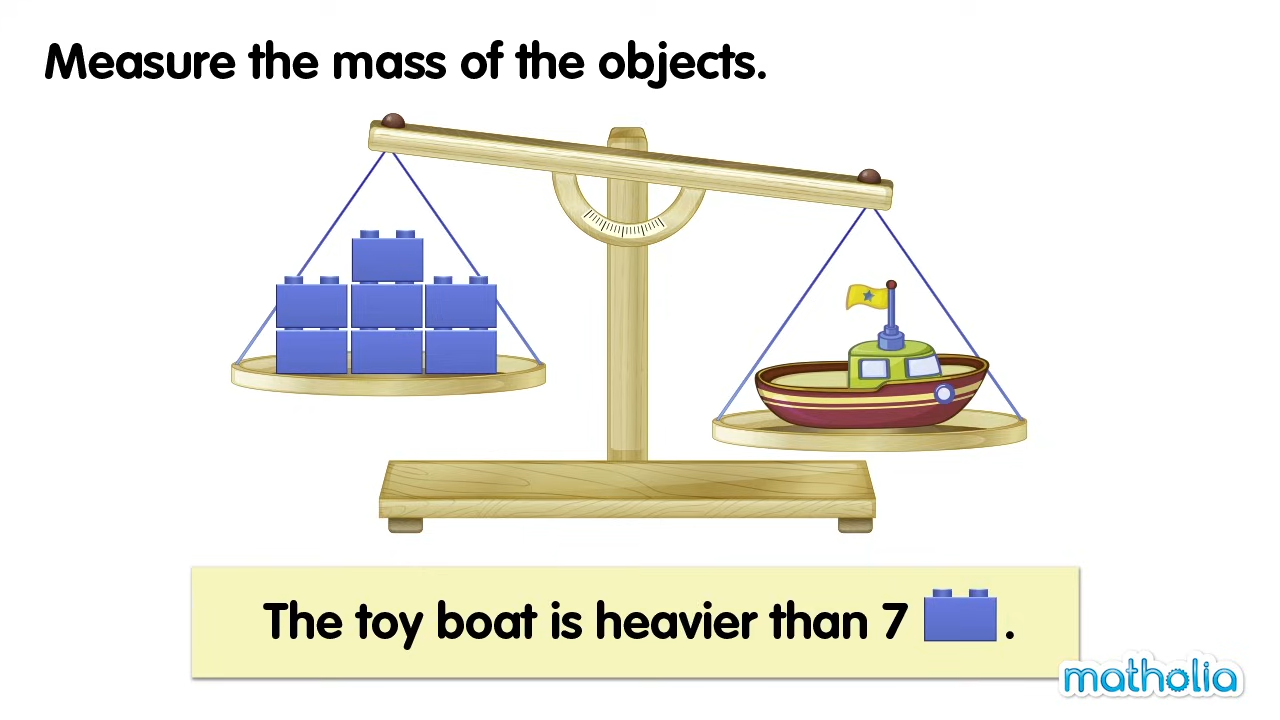 Measure the mass of the objects.
The toy boat is heavier than 7 .
matholia